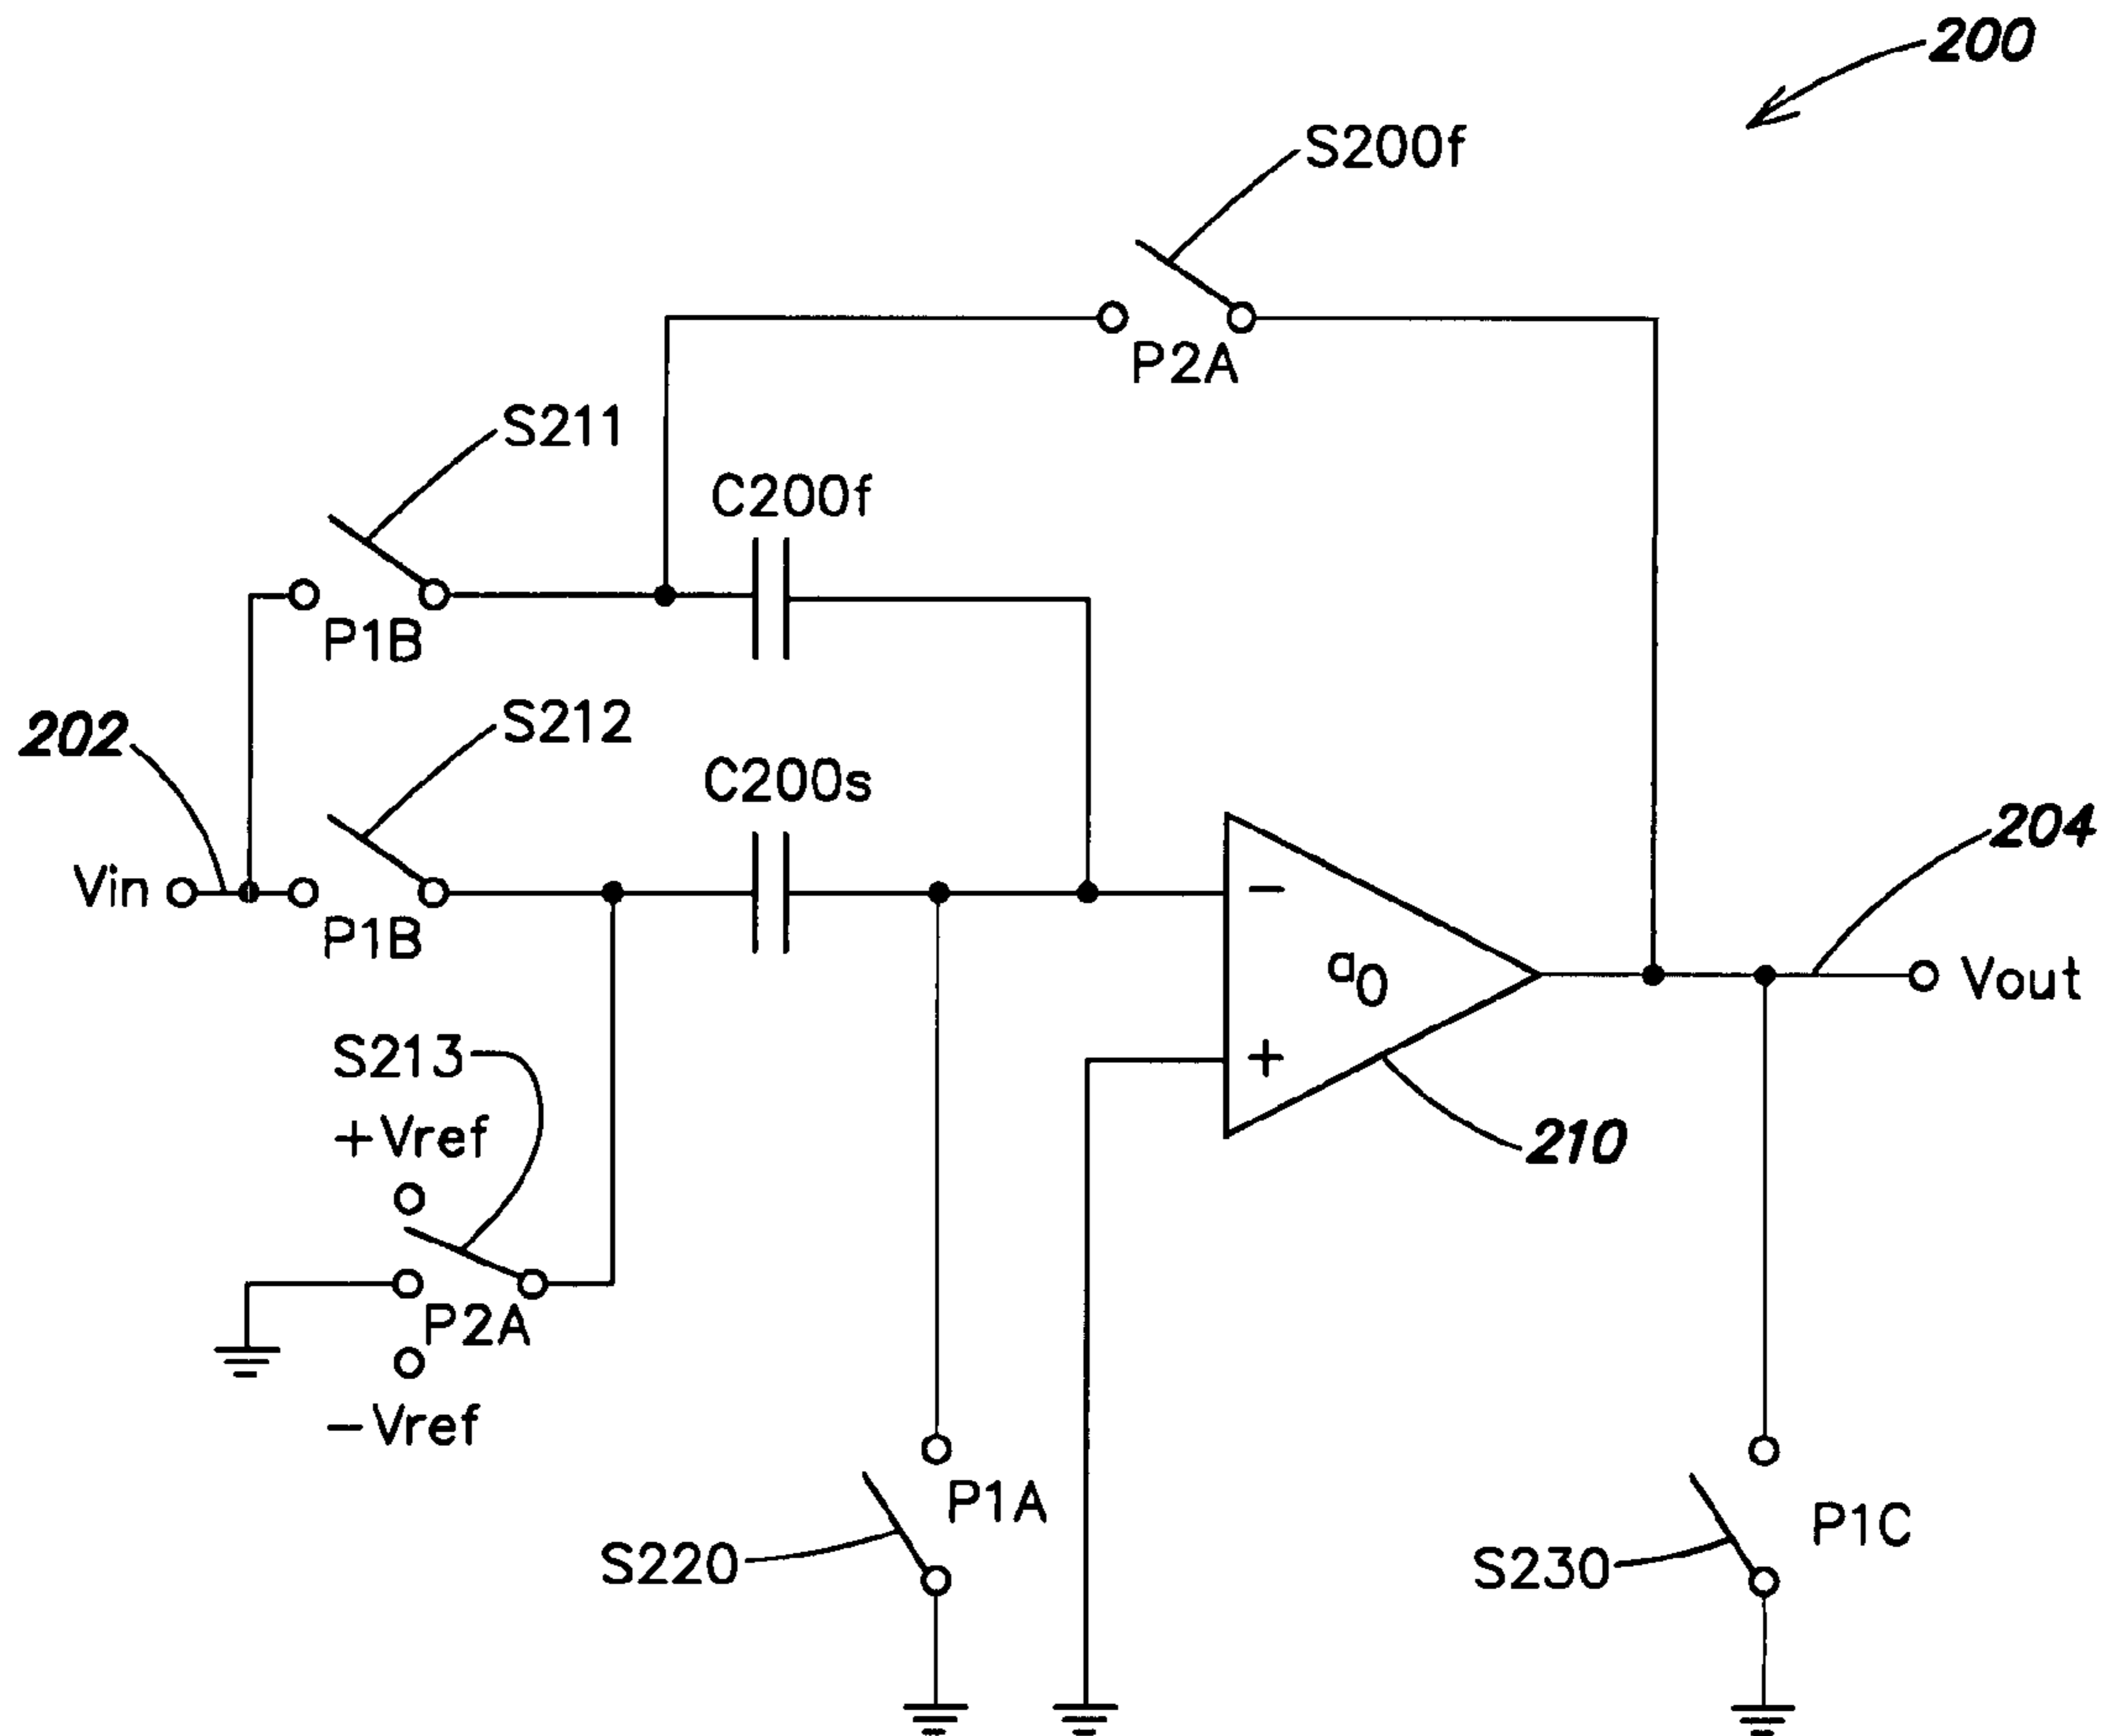 200
S200f
P2A
S211
C200f
P1B
202
S212
C200s
204
Vin
P1B
−
a0
Vout
S213
+
+Vref
210
P2A
−Vref
P1A
P1C
S220
S230